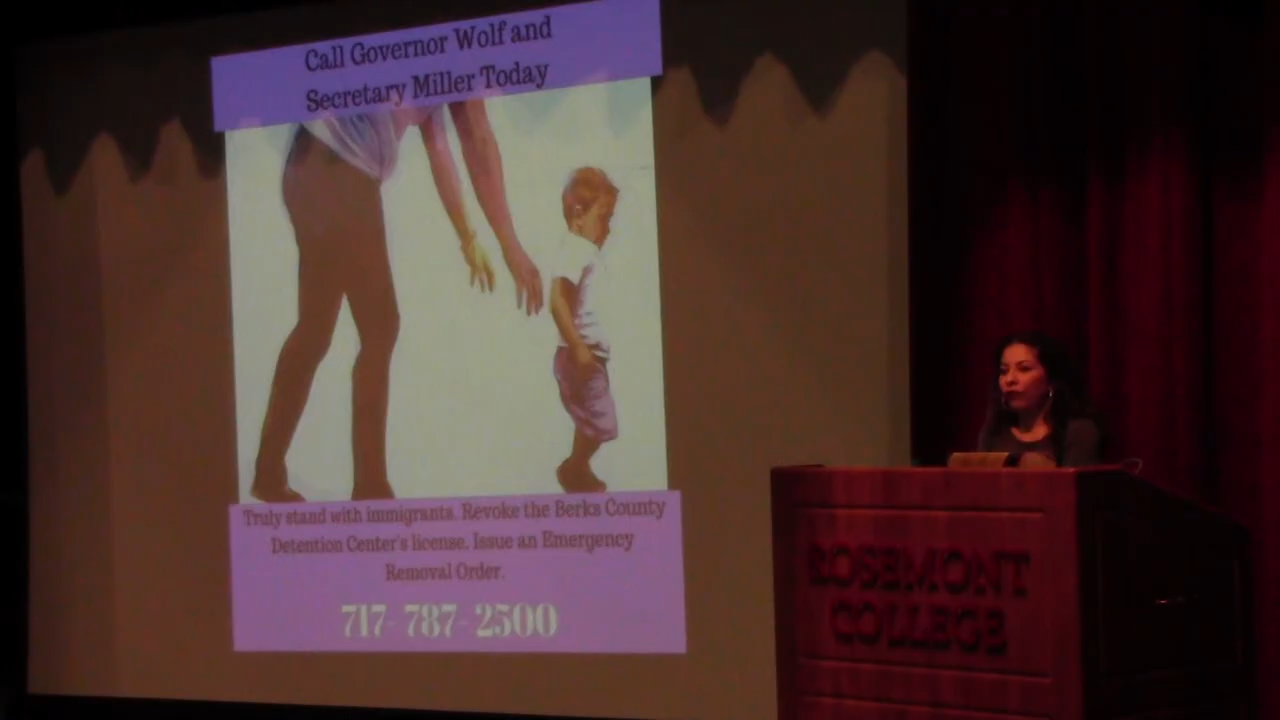 Call Governor Wolf and
Secretary Miller Today
Truly stand with immigrants. Revoke the Berks County
Detention Center's license. Issue an Emergency
Removal Order.
717- 787- 2500
ROSEMONT
COLLEGE